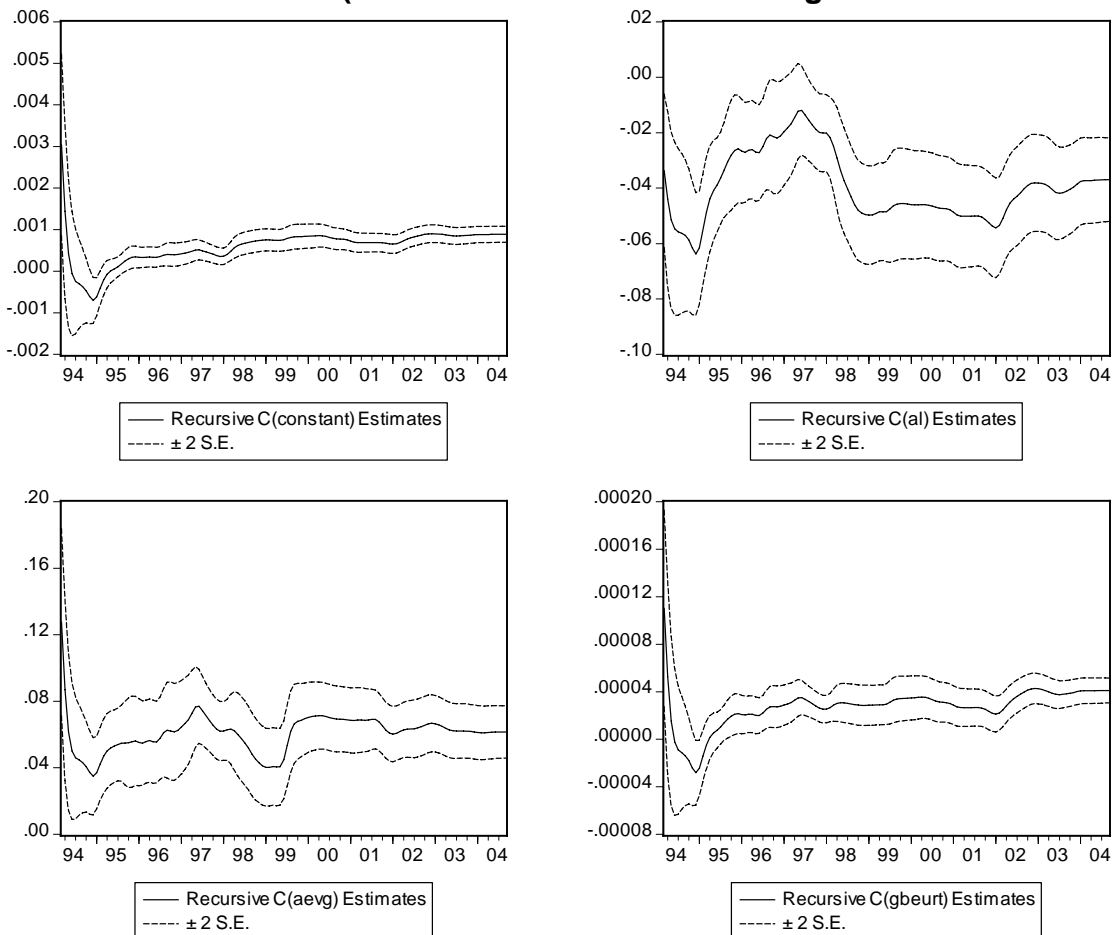 (
g
.006
.005
.004
.003
.002
.001
.000
-.001
-.002
94 95 96 97 98 99 00 01 02 03 04
Recursive C(constant) Estimates
± 2 S.E.
.02
.00
-.02
-.04
-.06
-.08
-.10
94 95 96 97 98 99 00 01 02 03 04
Recursive C(al) Estimates
± 2 S.E.
.20
.16
.12
.08
.04
.00
94 95 96 97 98 99 00 01 02 03 04
Recursive C(aevg) Estimates
± 2 S.E.
.00020
.00016
.00012
.00008
.00004
.00000
-.00004
-.00008
94 95 96 97 98 99 00 01 02 03 04
Recursive C(gbeurt) Estimates
± 2 S.E.